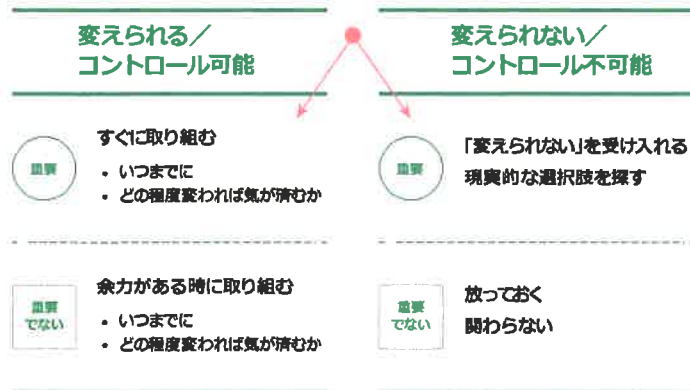 変えられる／
コントロール可能
重要
すぐに取り組む
・ いつまでに
・ どの程度変われば気が済むか
重要
でない
余力がある時に取り組む
・ いつまでに
・ どの程度変われば気が済むか
変えられない／
コントロール不可能
重要
「変えられない」を受け入れる
現実的な選択肢を探す
重要
でない
放っておく
関わらない